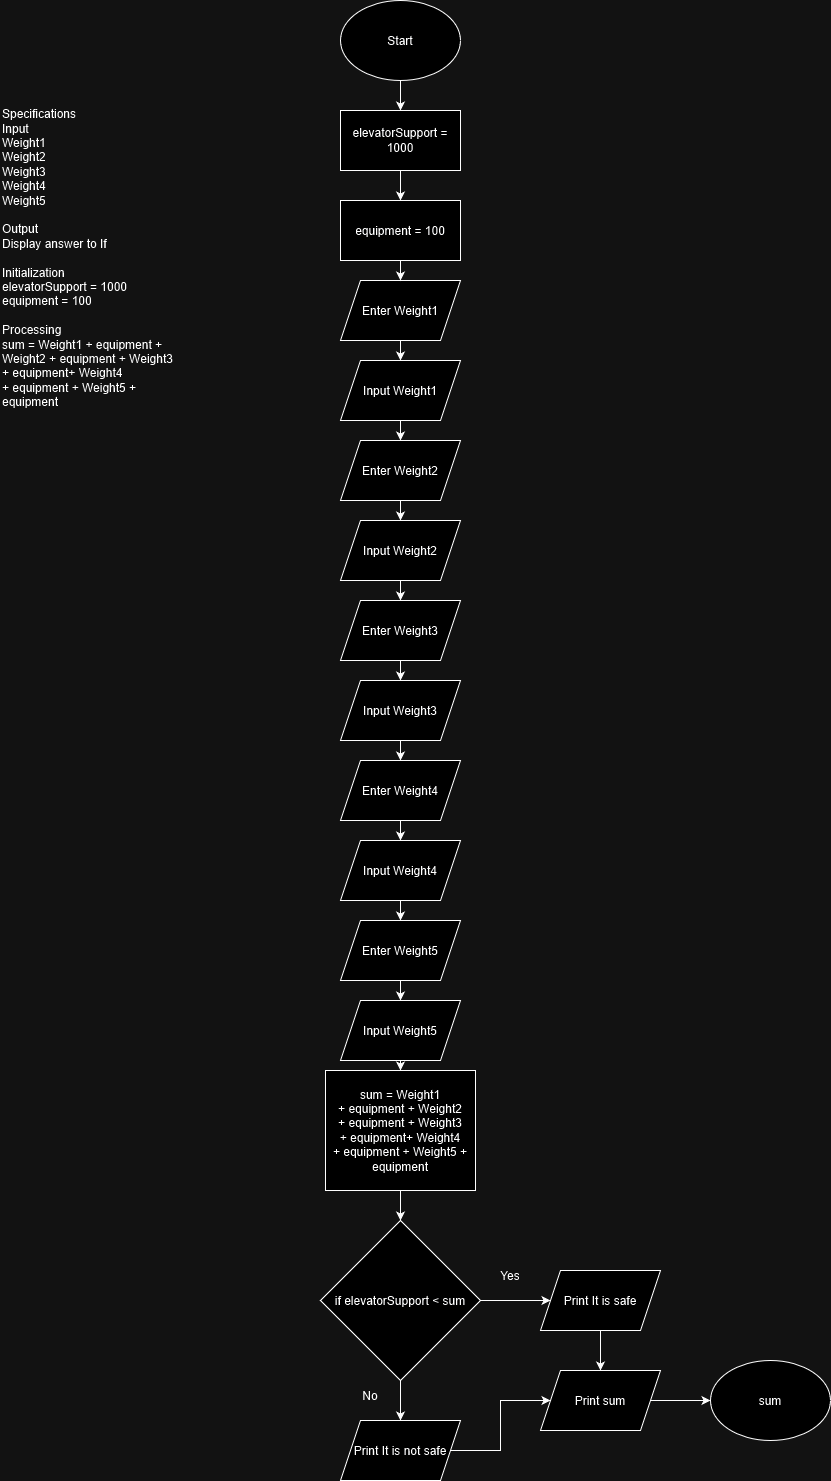 Start
elevatorSupport =
1000
equipment = 100
Specifications
Input
Weight1
Weight2
Weight3
Weight4
Weight5
Output
Display answer to If
Initialization
elevatorSupport = 1000
equipment = 100
Processing
sum = Weight1 + equipment +
Weight2 + equipment + Weight3
+ equipment+ Weight4
+ equipment + Weight5 +
equipment
Enter Weight1
Input Weight1
Enter Weight2
Input Weight2
Enter Weight3
Input Weight3
Enter Weight4
Input Weight4
Enter Weight5
Input Weight5
sum = Weight1
+ equipment + Weight2
+ equipment + Weight3
+ equipment+ Weight4
+ equipment + Weight5 +
equipment
if elevatorSupport < sum
Yes
Print It is safe
No
Print It is not safe
Print sum
sum